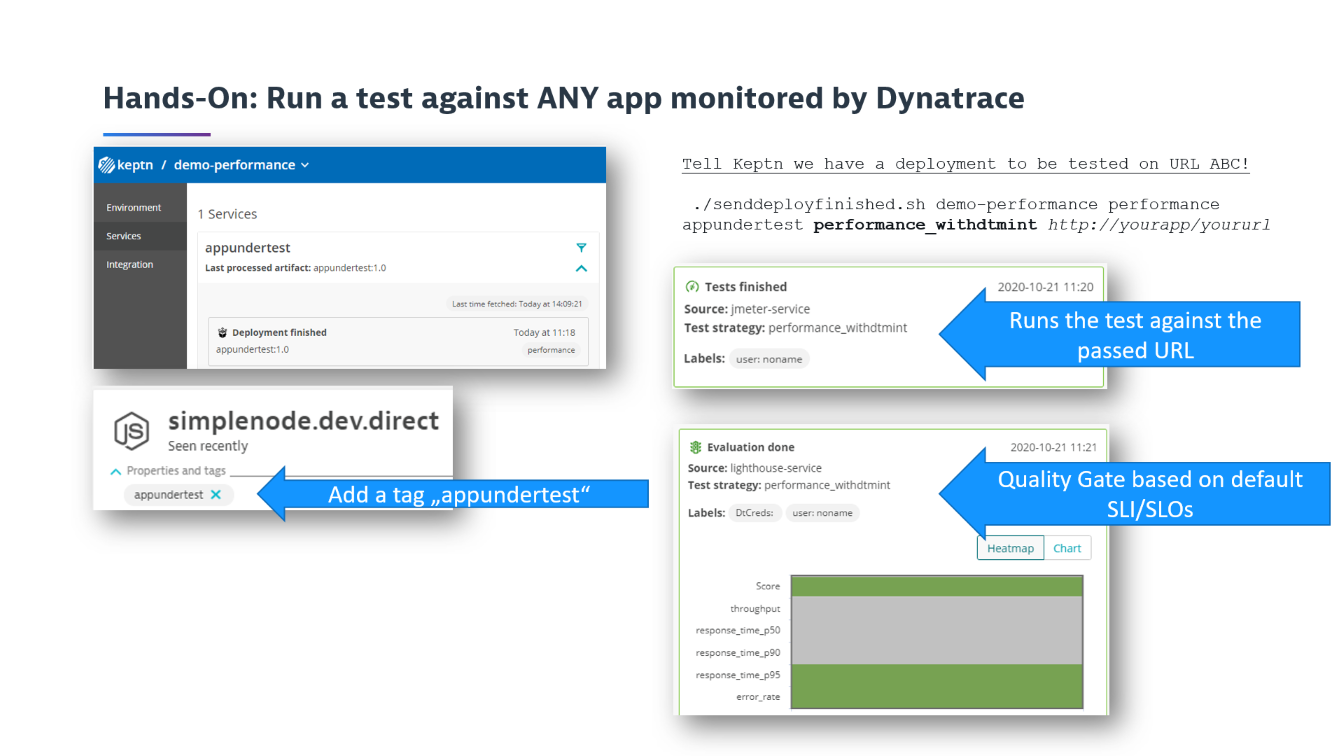 Hands-On: Run a test against ANY app monitored by Dynatrace
keptn / demo-performance
Environment
Services
Integration
1 Services
appundertest
Last processed artifact: appundertest:1.0
Last time fetched: Today at 14:09:21
Deployment finished
Today at 11:18
appundertest:1.0
performance
JS
simplenode.dev.direct
Seen recently
Properties and tags
appundertest ✕
Add a tag „appundertest“
Tell Keptn we have a deployment to be tested on URL ABC!
./senddeployfinished.sh demo-performance performance
appundertest performance_withdtmint http://yourapp/yoururl
Tests finished
2020-10-21 11:20
Source: jmeter-service
Test strategy: performance_withdtmint
Labels: user: noname
Runs the test against the
passed URL
Evaluation done
2020-10-21 11:21
Source: lighthouse-service
Test strategy: performance_withdtmint
Labels: DtCreds: user: noname
Quality Gate based on default
SLI/SLOs
Heatmap Chart
Score
throughput
response_time_p50
response_time_p90
response_time_p95
error_rate